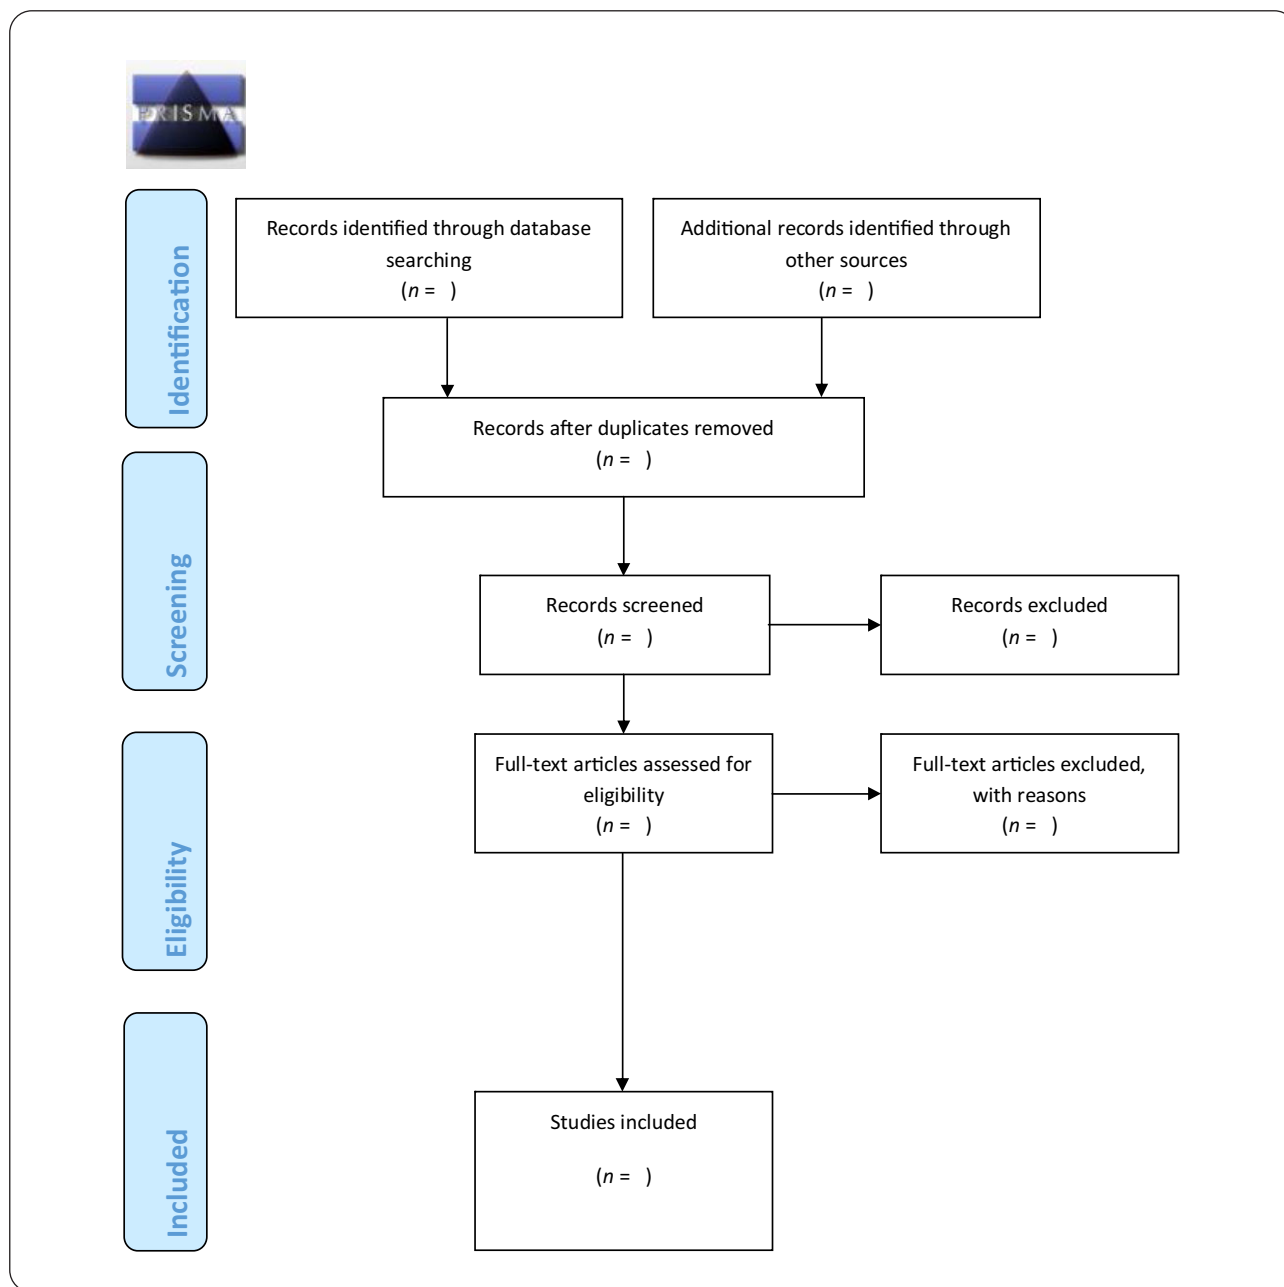 PRISMA
Identification
Records identified through database
searching
(n =   )
Additional records identified through
other sources
(n =   )
Records after duplicates removed
(n =   )
Screening
Records screened
(n =   )
Records excluded
(n =   )
Eligibility
Full-text articles assessed for
eligibility
(n =   )
Full-text articles excluded,
with reasons
(n =   )
Included
Studies included
(n =   )